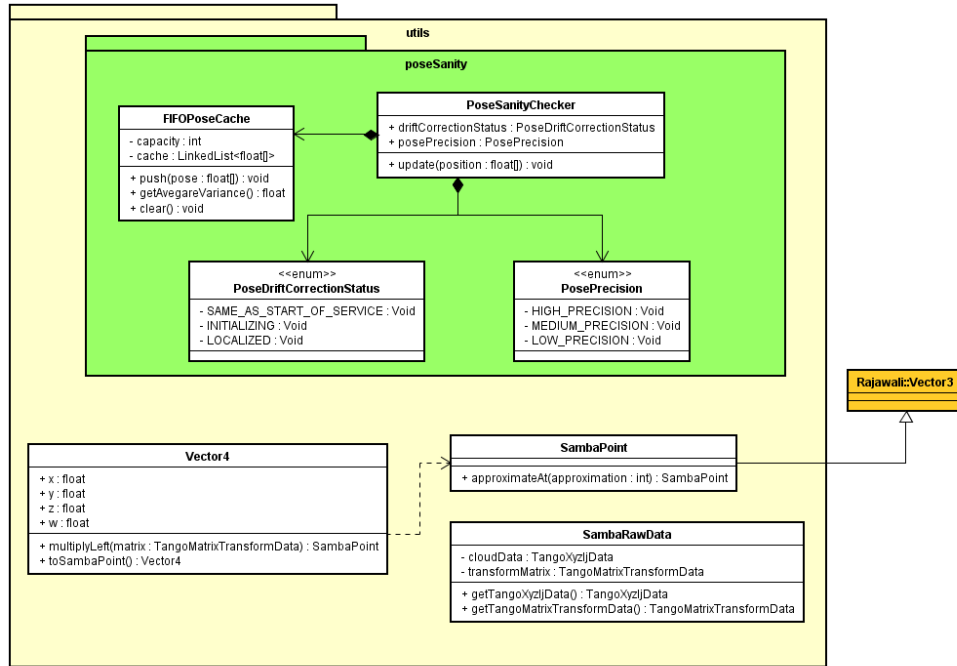 utils
poseSanity
FIFOPoseCache
- capacity : int
- cache : LinkedList<float[]>
+ push(pose : float[]) : void
+ getAvegareVariance() : float
+ clear() : void
PoseSanityChecker
+ driftCorrectionStatus : PoseDriftCorrectionStatus
+ posePrecision : PosePrecision
+ update(position : float[]) : void
<<enum>>
PoseDriftCorrectionStatus
- SAME_AS_START_OF_SERVICE : Void
- INITIALIZING : Void
- LOCALIZED : Void
<<enum>>
PosePrecision
- HIGH_PRECISION : Void
- MEDIUM_PRECISION : Void
- LOW_PRECISION : Void
Rajawali::Vector3
Vector4
+ x : float
+ y : float
+ z : float
+ w : float
+ multiplyLeft(matrix : TangoMatrixTransformData) : SambaPoint
+ toSambaPoint() : Vector4
SambaPoint
+ approximateAt(approximation : int) : SambaPoint
SambaRawData
- cloudData : TangoXyzIjData
- transformMatrix : TangoMatrixTransformData
+ getTangoXyzIjData() : TangoXyzIjData
+ getTangoMatrixTransformData() : TangoMatrixTransformData